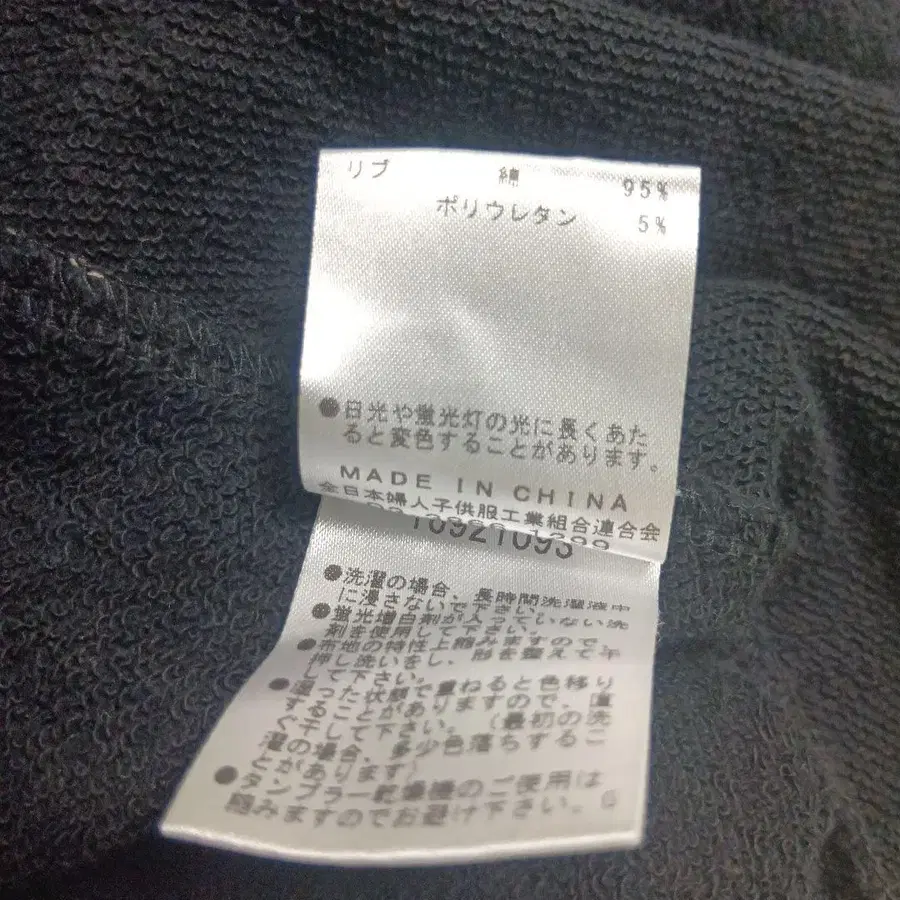 リブ 綿 95%
ポリウレタン 5%
●日光や蛍光灯の光に長くあた
ると変色することがあります。
MADE IN CHINA
全日本婦人子供服工業組合連合会
10921093
●洗濯の場合、長時間洗濯液中
に浸さないで下さい。
●蛍光増白剤が入っていない洗
剤を使用して下さい。
●布地の特性上縮みますので、
押し洗いをし、形を整えて平
して下さい。
●湿った状態で重ねると色移り
することがありますので、直
ぐ干して下さい。(最初の洗
濯の場合、多少色落ちするこ
とがあります)
●タンブラー乾燥機のご使用は
縮みますのでお避け下さい。